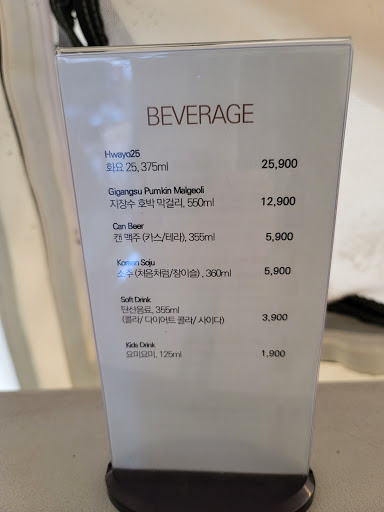 BEVERAGE
Hwayo25
화요 25, 375ml 25,900
Gigangsu Pumkin Malgeoli
지장수 호박 막걸리, 550ml 12,900
Can Beer
캔 맥주 (카스/테라), 355ml 5,900
Korean Soju
소주 (처음처럼/참이슬) , 360ml 5,900
Soft Drink
탄산음료, 355ml
(콜라/ 다이어트 콜라/ 사이다) 3,900
Kids Drink
요미요미, 125ml 1,900